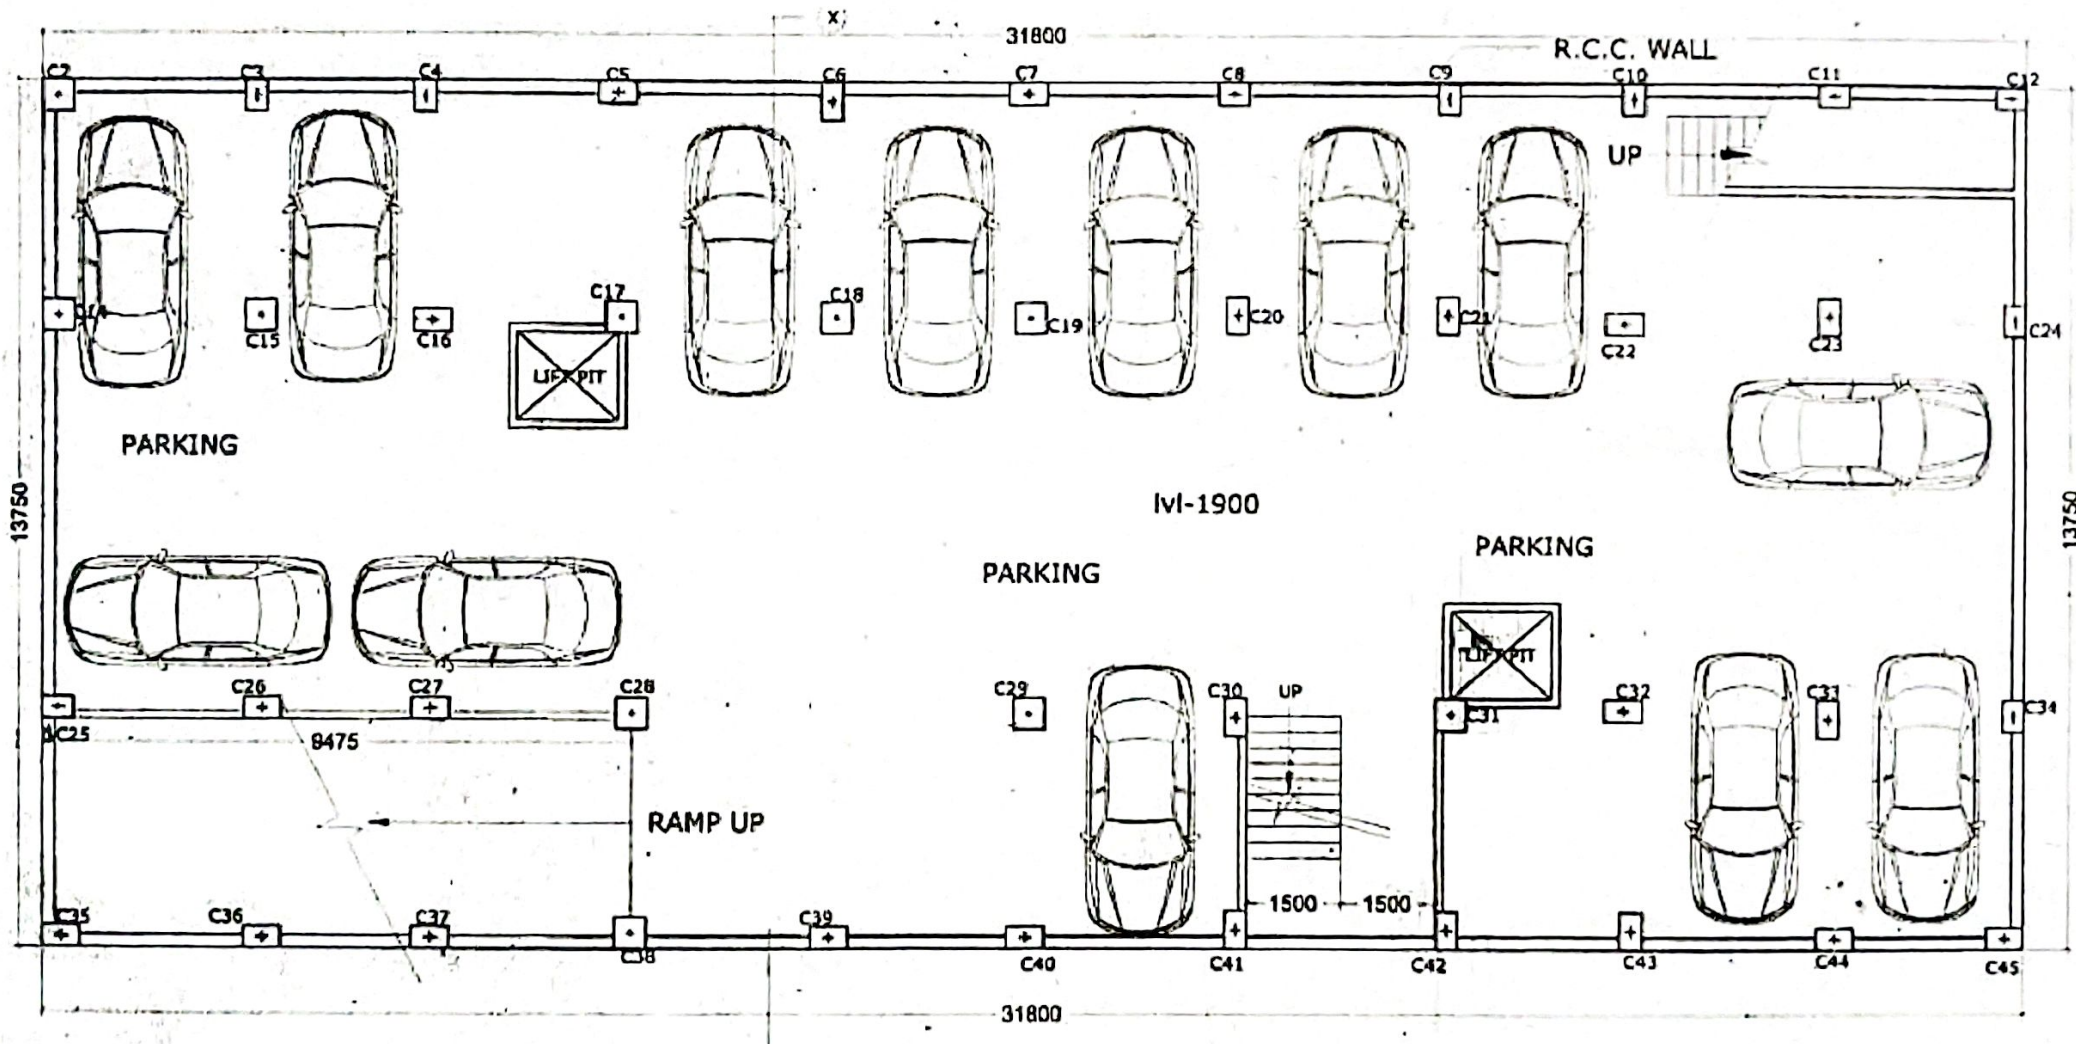 X
31800
R.C.C. WALL
C2
C3
C4
C5
C6
C7
C8
C9
C10
C11
C12
UP
C14
C15
C16
C17
C18
C19
C20
C21
C22
C23
C24
LIFT PIT
PARKING
13750
lvl-1900
13750
PARKING
PARKING
LIFT PIT
C25
C26
C27
C28
C29
C30
UP
C31
C32
C33
C34
9475
RAMP UP
1500
1500
C35
C36
C37
C38
C39
C40
C41
C42
C43
C44
C45
31800